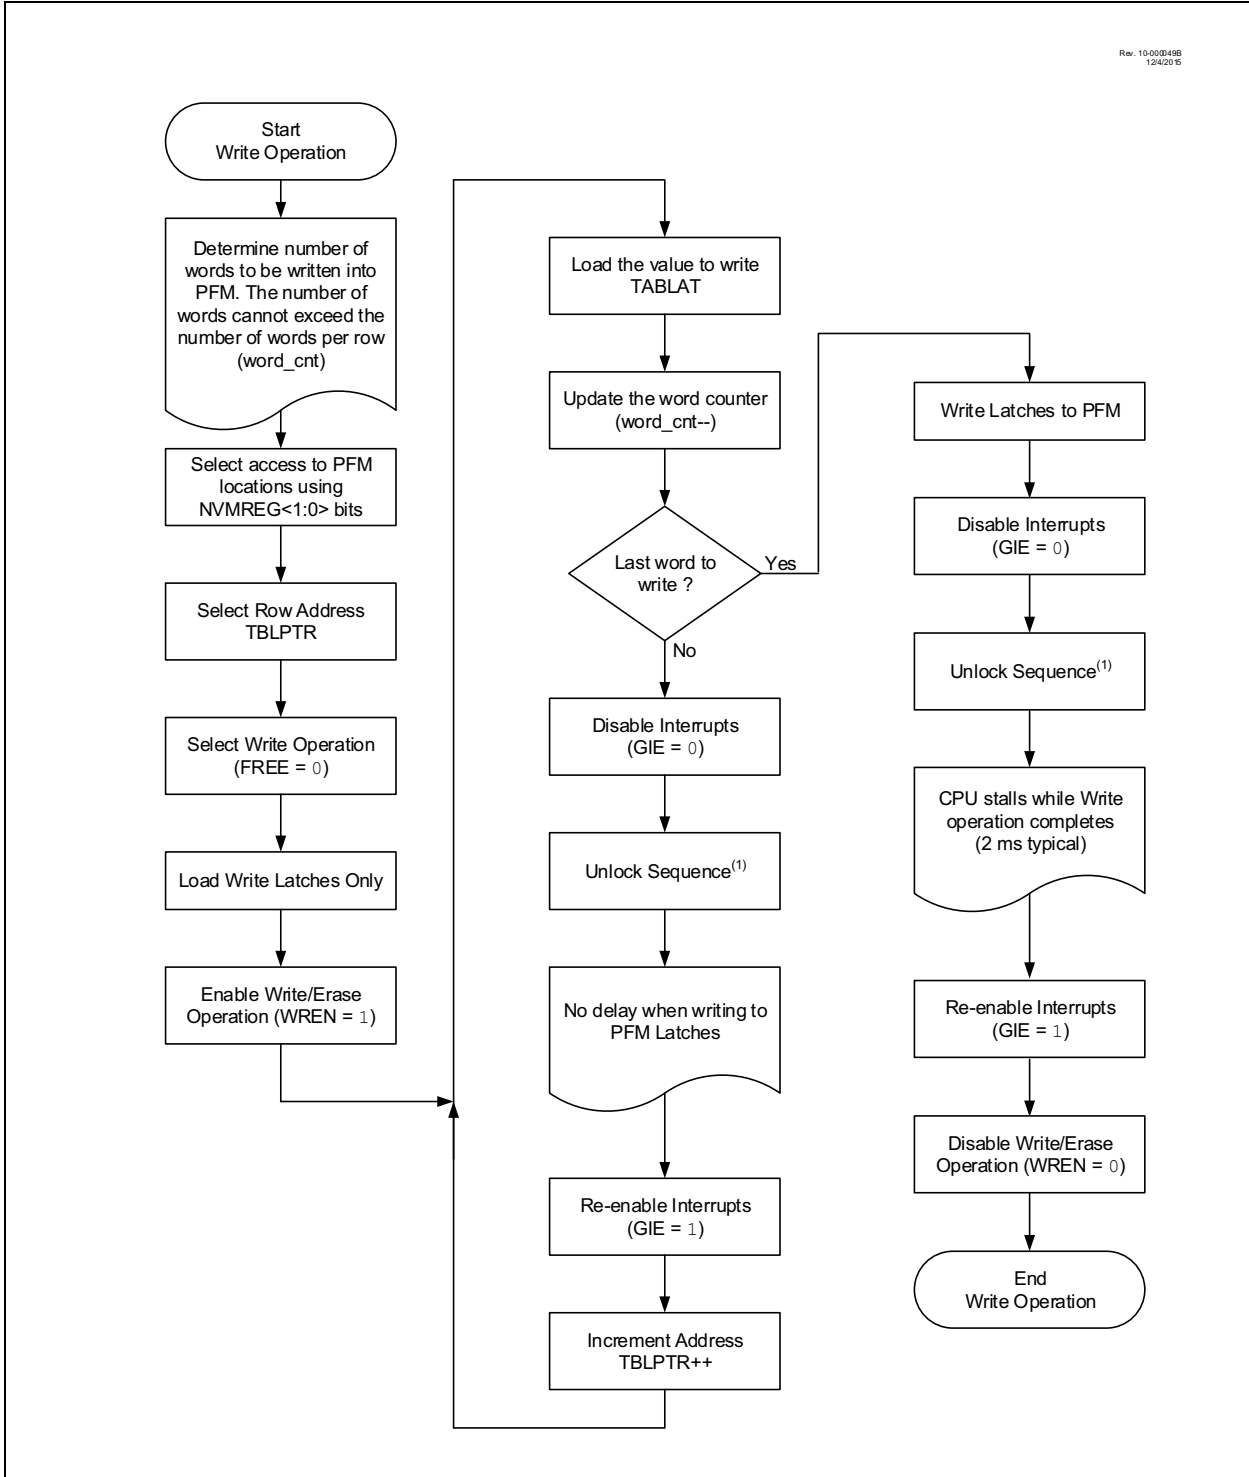 Rev. 10-000049B
12/4/2015
Start
Write Operation
Determine number of
words to be written into
PFM. The number of
words cannot exceed the
number of words per row
(word_cnt)
Select access to PFM
locations using
NVMREG<1:0> bits
Select Row Address
TBLPTR
Select Write Operation
(FREE = 0)
Load Write Latches Only
Enable Write/Erase
Operation (WREN = 1)
Load the value to write
TABLAT
Update the word counter
(word_cnt--)
Last word to
write ?
Yes
No
Disable Interrupts
(GIE = 0)
Unlock Sequence(1)
No delay when writing to
PFM Latches
Re-enable Interrupts
(GIE = 1)
Increment Address
TBLPTR++
Write Latches to PFM
Disable Interrupts
(GIE = 0)
Unlock Sequence(1)
CPU stalls while Write
operation completes
(2 ms typical)
Re-enable Interrupts
(GIE = 1)
Disable Write/Erase
Operation (WREN = 0)
End
Write Operation